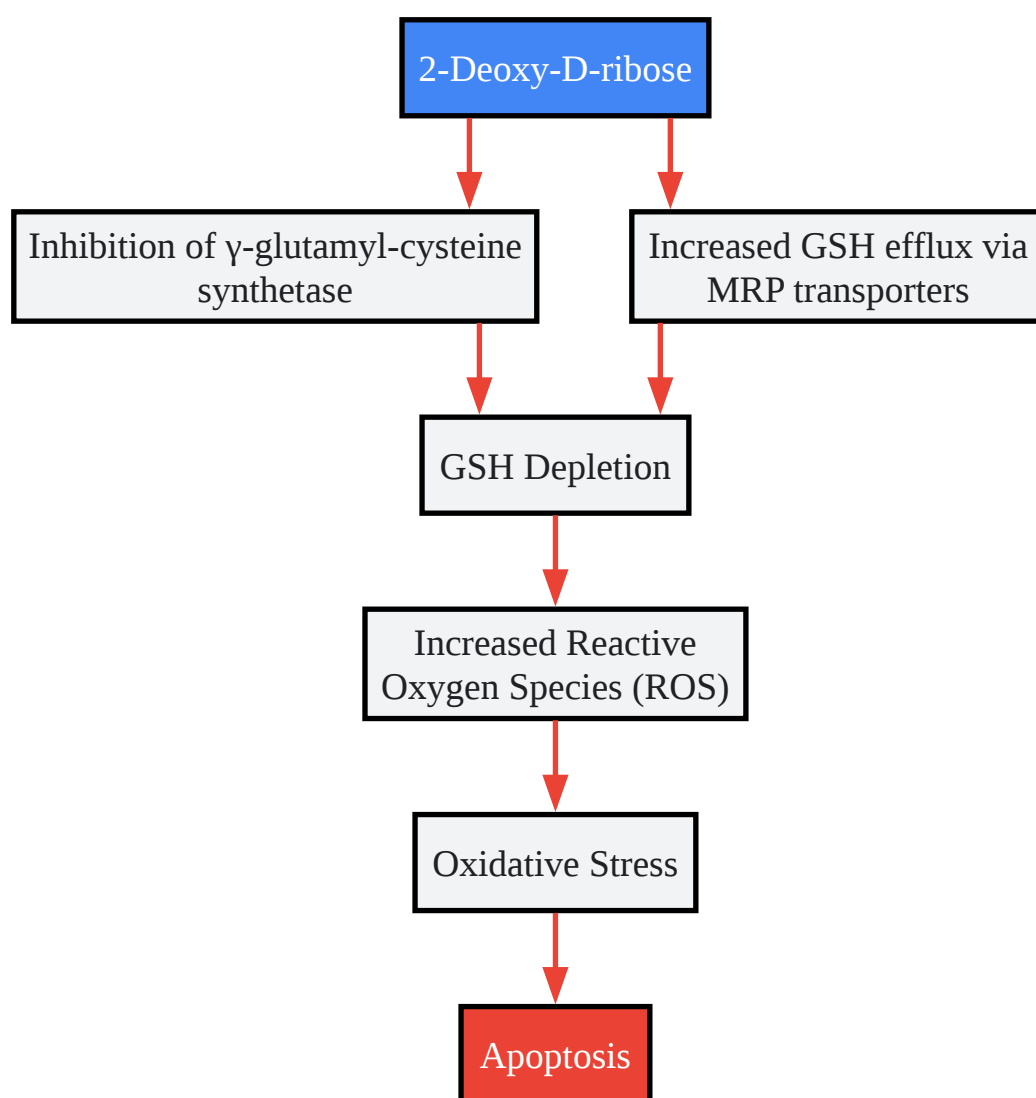 2-Deoxy-D-ribose
Inhibition of γ-glutamyl-cysteine
synthetase
Increased GSH efflux via
MRP transporters
GSH Depletion
Increased Reactive
Oxygen Species (ROS)
Oxidative Stress
Apoptosis